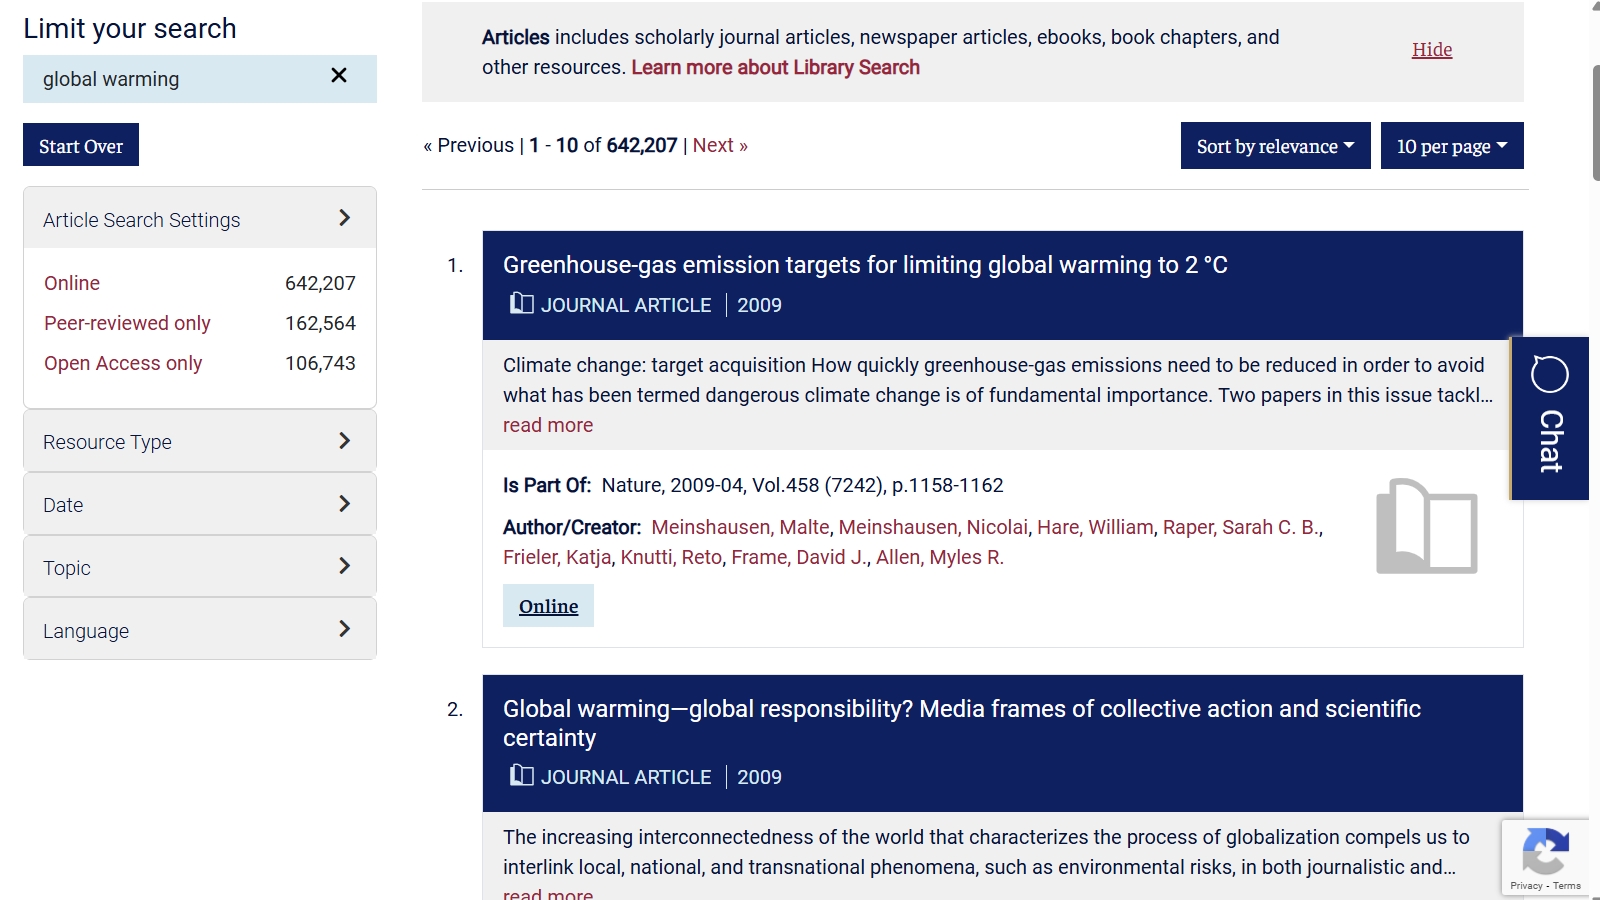 Limit your search
global warming
Start Over
Article Search Settings
Online 642,207
Peer-reviewed only 162,564
Open Access only 106,743
Resource Type
Date
Topic
Language
Articles includes scholarly journal articles, newspaper articles, ebooks, book chapters, and
other resources. Learn more about Library Search
Hide
« Previous | 1 - 10 of 642,207 | Next »
Sort by relevance
10 per page
1. Greenhouse-gas emission targets for limiting global warming to 2 °C
JOURNAL ARTICLE | 2009
Climate change: target acquisition How quickly greenhouse-gas emissions need to be reduced in order to avoid
what has been termed dangerous climate change is of fundamental importance. Two papers in this issue tackl...
read more
Is Part Of: Nature, 2009-04, Vol.458 (7242), p.1158-1162
Author/Creator: Meinshausen, Malte, Meinshausen, Nicolai, Hare, William, Raper, Sarah C. B.,
Frieler, Katja, Knutti, Reto, Frame, David J., Allen, Myles R.
Online
2. Global warming—global responsibility? Media frames of collective action and scientific
certainty
JOURNAL ARTICLE | 2009
The increasing interconnectedness of the world that characterizes the process of globalization compels us to
interlink local, national, and transnational phenomena, such as environmental risks, in both journalistic and...
read more
Chat
Privacy - Terms